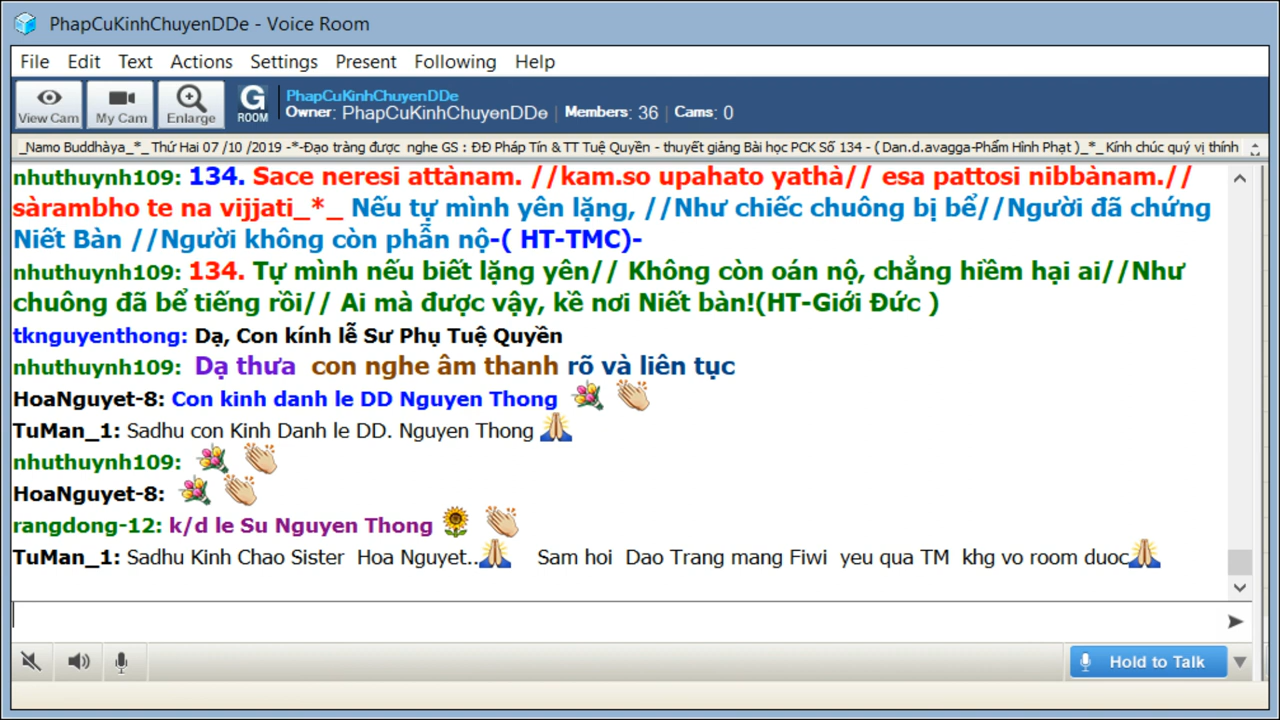 PhapCuKinhChuyenDDe - Voice Room
File Edit Text Actions Settings Present Following Help
View Cam My Cam Enlarge G ROOM
PhapCuKinhChuyenDDe
Owner: PhapCuKinhChuyenDDe | Members: 36 | Cams: 0
_Namo Buddhàya_*_ Thứ Hai 07 /10 /2019 -*-Đạo tràng được nghe GS : ĐĐ Pháp Tín & TT Tuệ Quyền - thuyết giảng Bài học PCK Số 134 - ( Dan.d.avagga-Phẩm Hình Phạt )_*_Kính chúc quý vị thính
nhuthuynh109: 134. Sace neresi attànam. //kam.so upahato yathà// esa pattosi nibbànam.//
sàrambho te na vijjati_*_ Nếu tự mình yên lặng, //Như chiếc chuông bị bể//Người đã chứng
Niết Bàn //Người không còn phẫn nộ-( HT-TMC)-
nhuthuynh109: 134. Tự mình nếu biết lặng yên// Không còn oán nộ, chẳng hiềm hại ai//Như
chuông đã bể tiếng rồi// Ai mà được vậy, kề nơi Niết bàn!(HT-Giới Đức )
tknguyenthong: Dạ, Con kính lễ Sư Phụ Tuệ Quyền
nhuthuynh109: Dạ thưa con nghe âm thanh rõ và liên tục
HoaNguyet-8: Con kinh danh le DD Nguyen Thong
TuMan_1: Sadhu con Kinh Danh le DD. Nguyen Thong
nhuthuynh109:
HoaNguyet-8:
rangdong-12: k/d le Su Nguyen Thong
TuMan_1: Sadhu Kinh Chao Sister Hoa Nguyet.. Sam hoi Dao Trang mang Fiwi yeu qua TM khg vo room duoc
Hold to Talk